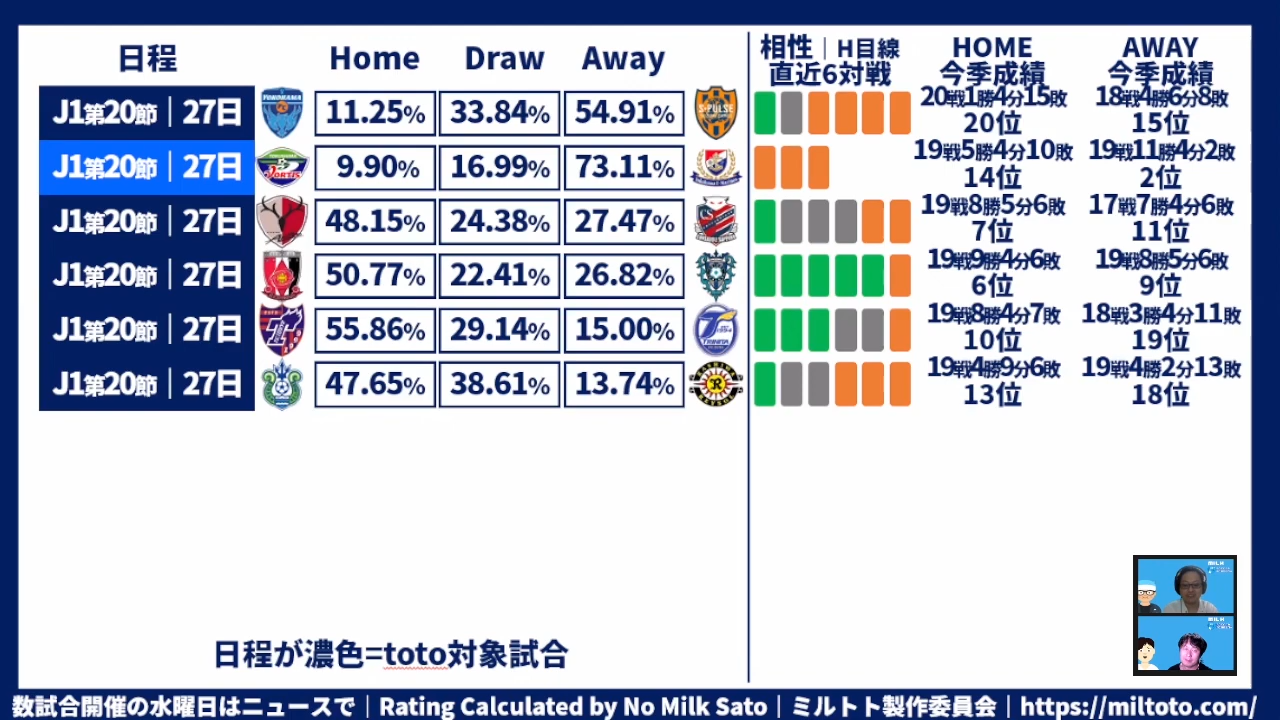 日程 Home Draw Away 相性｜H目線 直近6対戦 HOME 今季成績 AWAY 今季成績
J1第20節｜27日 11.25% 33.84% 54.91% 20戦1勝4分15敗 20位 18戦4勝6分8敗 15位
J1第20節｜27日 9.90% 16.99% 73.11% 19戦5勝4分10敗 14位 19戦11勝4分2敗 2位
J1第20節｜27日 48.15% 24.38% 27.47% 19戦8勝5分6敗 7位 17戦7勝4分6敗 11位
J1第20節｜27日 50.77% 22.41% 26.82% 19戦9勝4分6敗 6位 19戦8勝5分6敗 9位
J1第20節｜27日 55.86% 29.14% 15.00% 19戦8勝4分7敗 10位 18戦3勝4分11敗 19位
J1第20節｜27日 47.65% 38.61% 13.74% 19戦4勝9分6敗 13位 19戦4勝2分13敗 18位
日程が濃色=toto対象試合
数試合開催の水曜日はニュースで｜Rating Calculated by No Milk Sato｜ミルトト製作委員会｜https://miltoto.com/